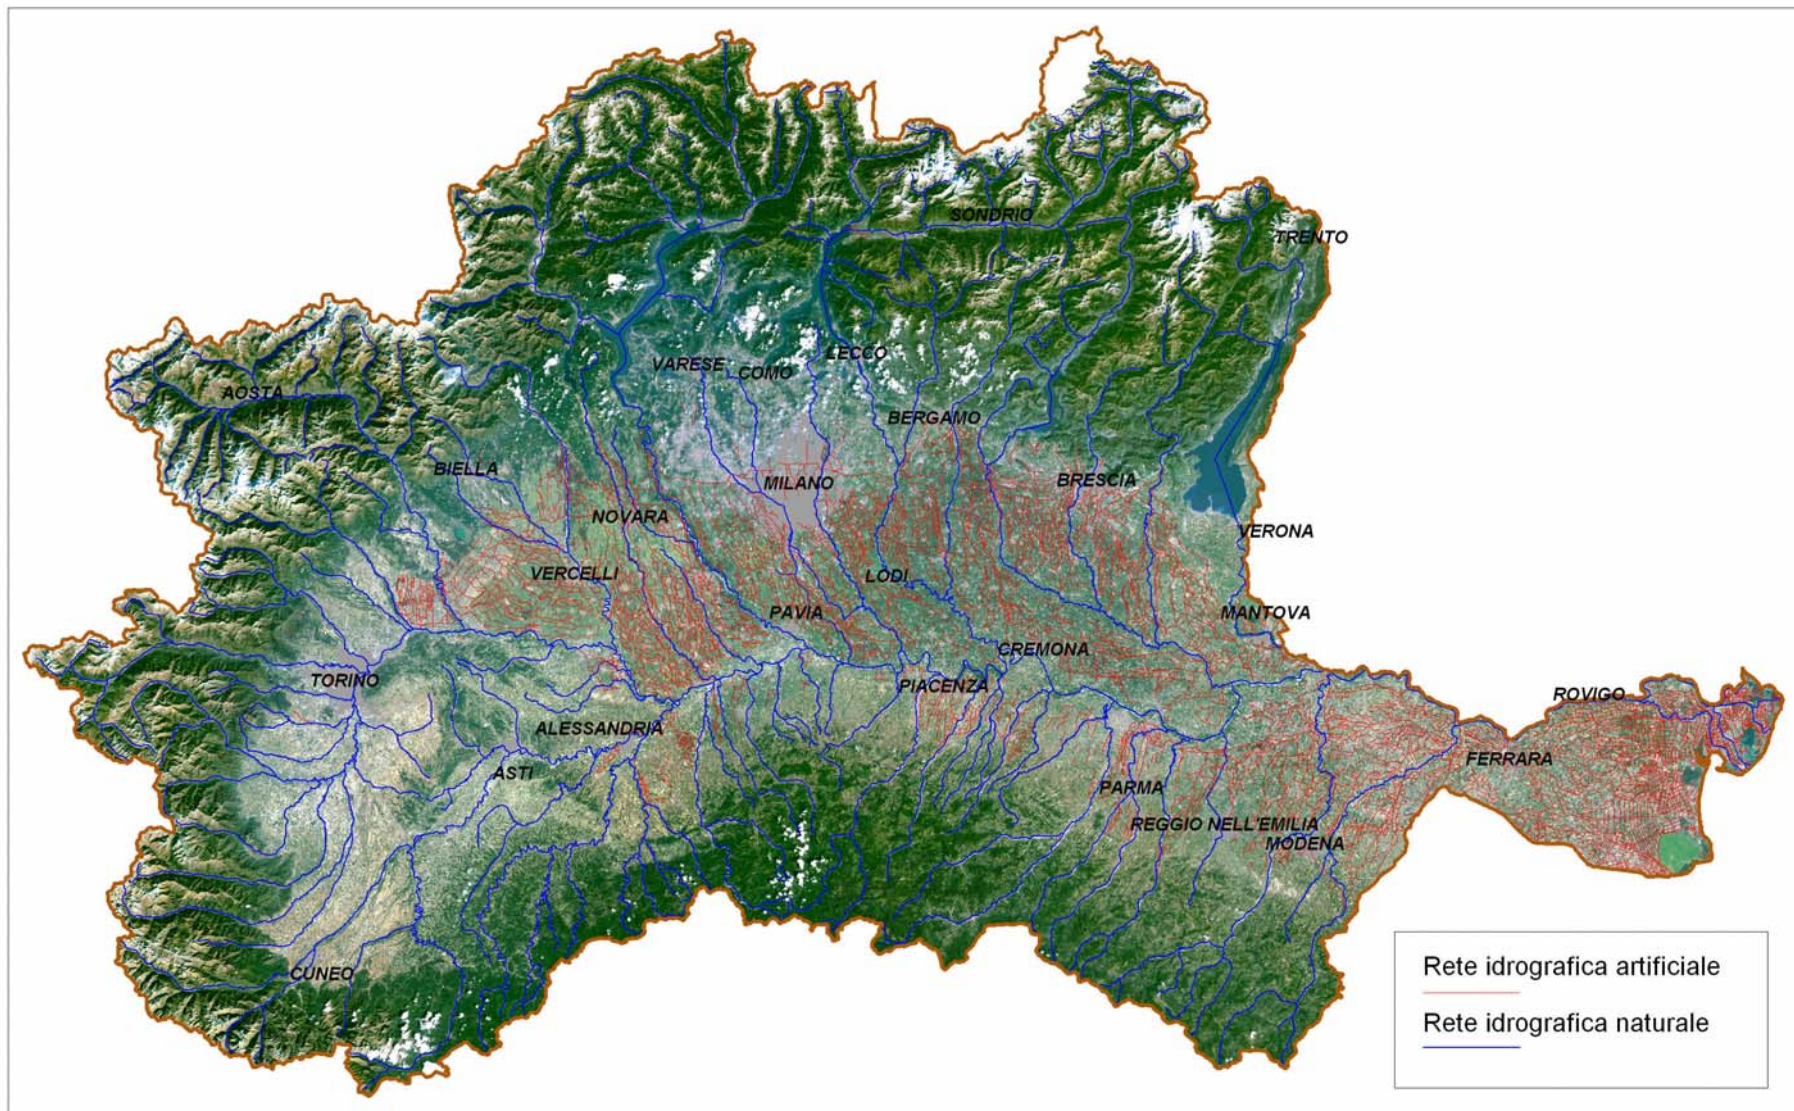 SONDRIO
TRENTO
LECCO
VARESE
COMO
AOSTA
BERGAMO
BIELLA
MILANO
BRESCIA
NOVARA
VERONA
VERCELLI
LODI
PAVIA
MANTOVA
CREMONA
TORINO
PIACENZA
ROVIGO
ALESSANDRIA
FERRARA
ASTI
PARMA
REGGIO NELL'EMILIA
MODENA
CUNEO
Rete idrografica artificiale
Rete idrografica naturale